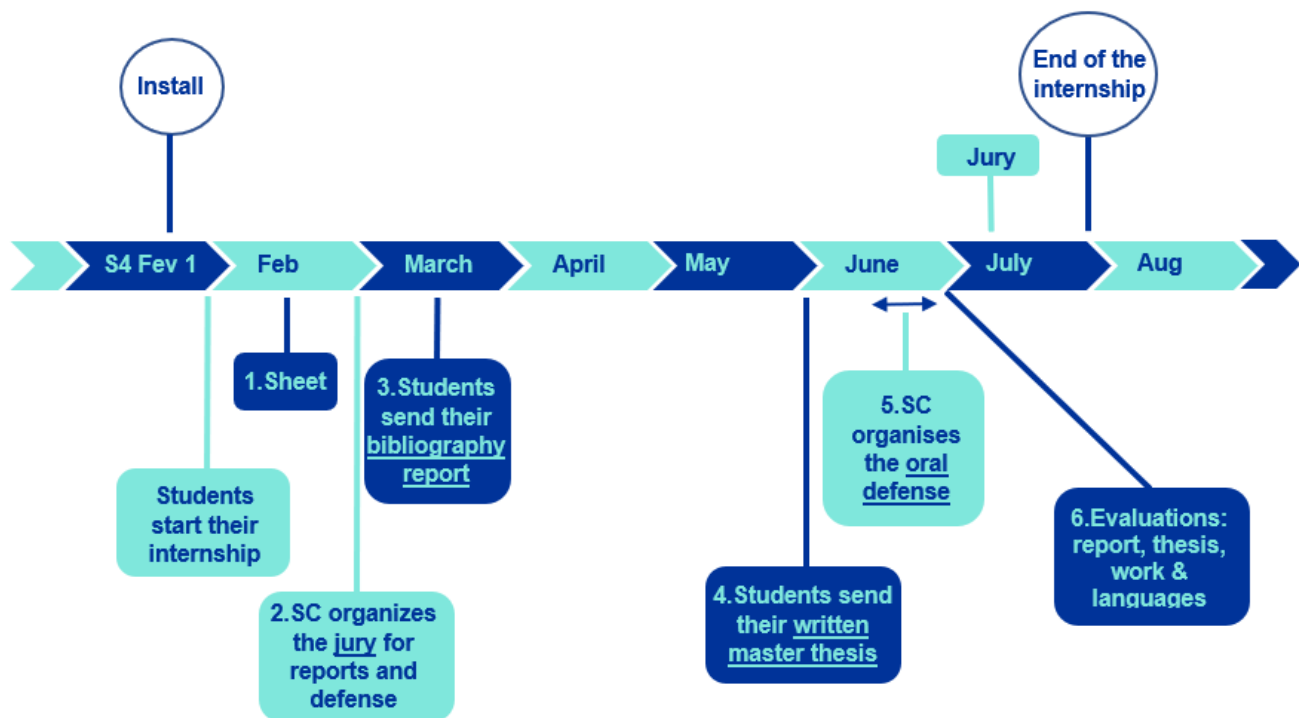 Install
End of the
internship
Jury
S4 Fev 1
Feb
March
April
May
June
July
Aug
1.Sheet
3.Students
send their
bibliography
report
5.SC
organises
the oral
defense
Students
start their
internship
6.Evaluations:
report, thesis,
work &
languages
2.SC organizes
the jury for
reports and
defense
4.Students send
their written
master thesis